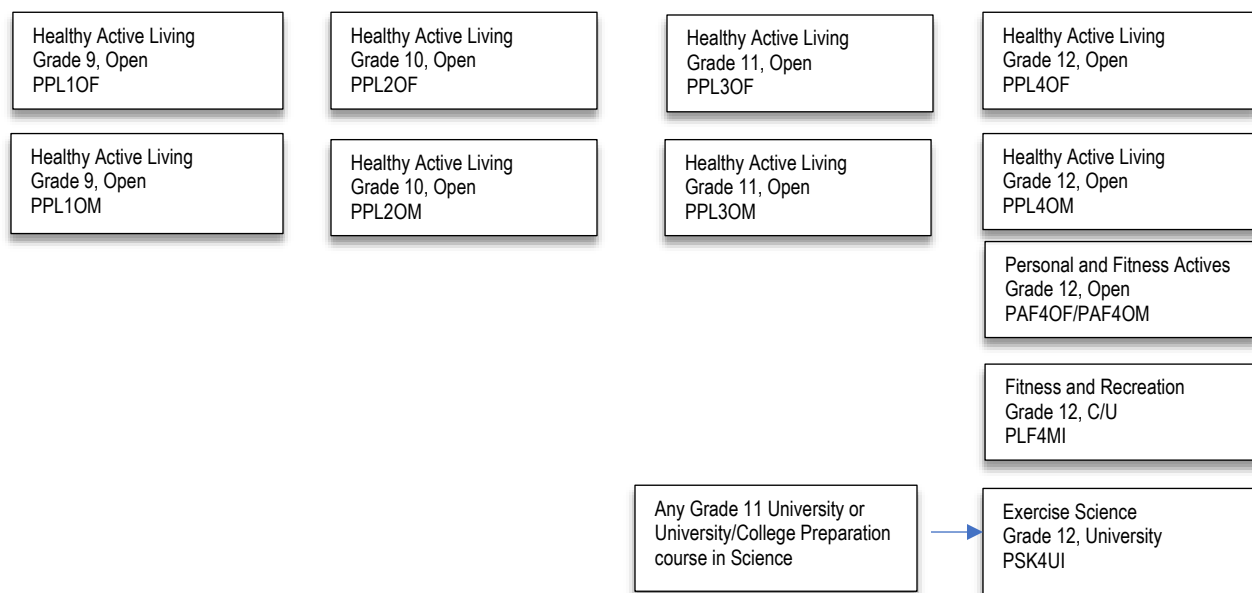 Healthy Active Living
Grade 9, Open
PPL1OF
Healthy Active Living
Grade 10, Open
PPL2OF
Healthy Active Living
Grade 11, Open
PPL3OF
Healthy Active Living
Grade 12, Open
PPL4OF
Healthy Active Living
Grade 9, Open
PPL1OM
Healthy Active Living
Grade 10, Open
PPL2OM
Healthy Active Living
Grade 11, Open
PPL3OM
Healthy Active Living
Grade 12, Open
PPL4OM
Personal and Fitness Actives
Grade 12, Open
PAF4OF/PAF4OM
Fitness and Recreation
Grade 12, C/U
PLF4MI
Any Grade 11 University or
University/College Preparation
course in Science
Exercise Science
Grade 12, University
PSK4UI